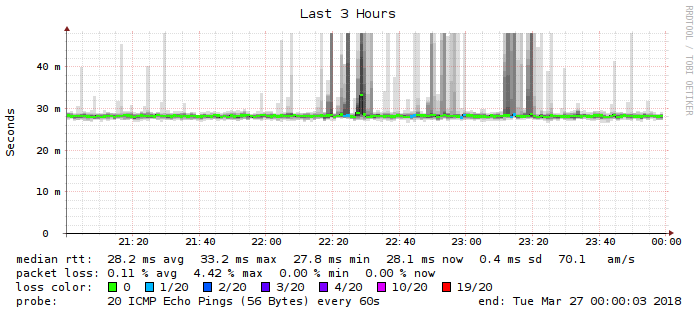 Last 3 Hours
RRDTOOL / TOBI OETIKER
Seconds
40 m
30 m
20 m
10 m
0
21:20 21:40 22:00 22:20 22:40 23:00 23:20 23:40 00:00
median rtt: 28.2 ms avg 33.2 ms max 27.8 ms min 28.1 ms now 0.4 ms sd 70.1 am/s
packet loss: 0.11 % avg 4.42 % max 0.00 % min 0.00 % now
loss color: 0 1/20 2/20 3/20 4/20 10/20 19/20
probe: 20 ICMP Echo Pings (56 Bytes) every 60s end: Tue Mar 27 00:00:03 2018